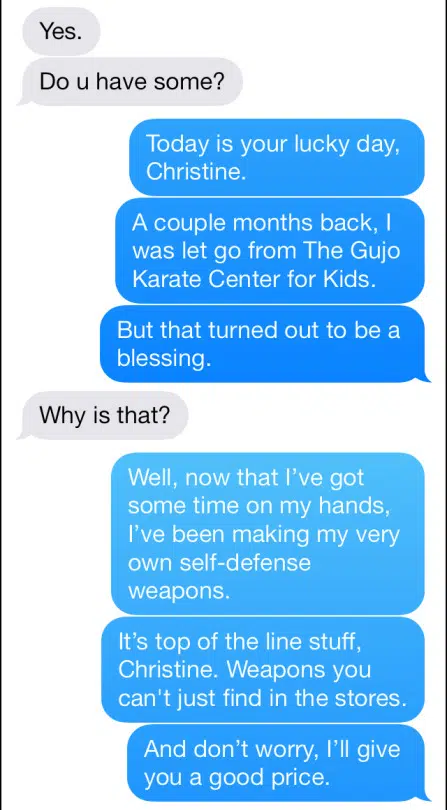 Yes.
Do u have some?
Today is your lucky day,
Christine.
A couple months back, I
was let go from The Gujo
Karate Center for Kids.
But that turned out to be a
blessing.
Why is that?
Well, now that I’ve got
some time on my hands,
I’ve been making my very
own self-defense
weapons.
It’s top of the line stuff,
Christine. Weapons you
can't just find in the stores.
And don’t worry, I’ll give
you a good price.